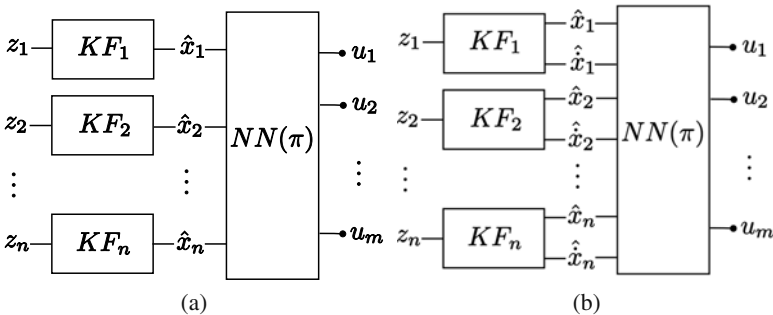 z₁ KF₁ x̂₁ u₁
z₂ KF₂ x̂₂ NN(π) u₂
⋮ ⋮ ⋮
zₙ KFₙ x̂ₙ uₘ
(a)
z₁ KF₁ x̂₁ u₁
x̂̇₁
z₂ KF₂ x̂₂ NN(π) u₂
x̂̇₂
⋮ ⋮ ⋮
zₙ KFₙ x̂ₙ uₘ
x̂̇ₙ
(b)